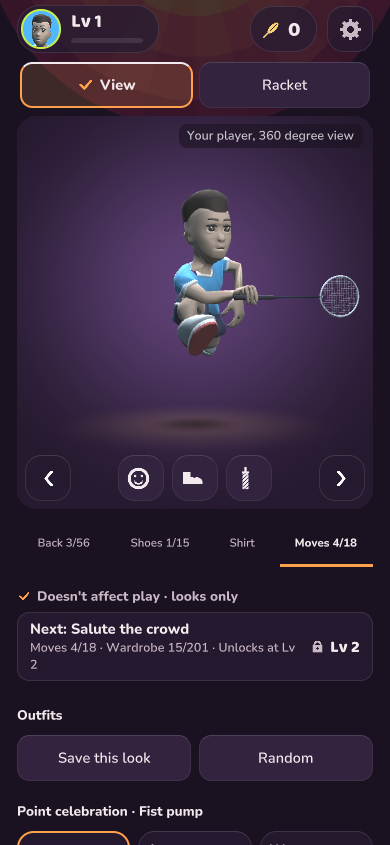 Lv 1
0
View
Racket
Your player, 360 degree view
Back 3/56
Shoes 1/15
Shirt
Moves 4/18
Doesn't affect play · looks only
Next: Salute the crowd
Moves 4/18 · Wardrobe 15/201 · Unlocks at Lv
2
Lv 2
Outfits
Save this look
Random
Point celebration · Fist pump